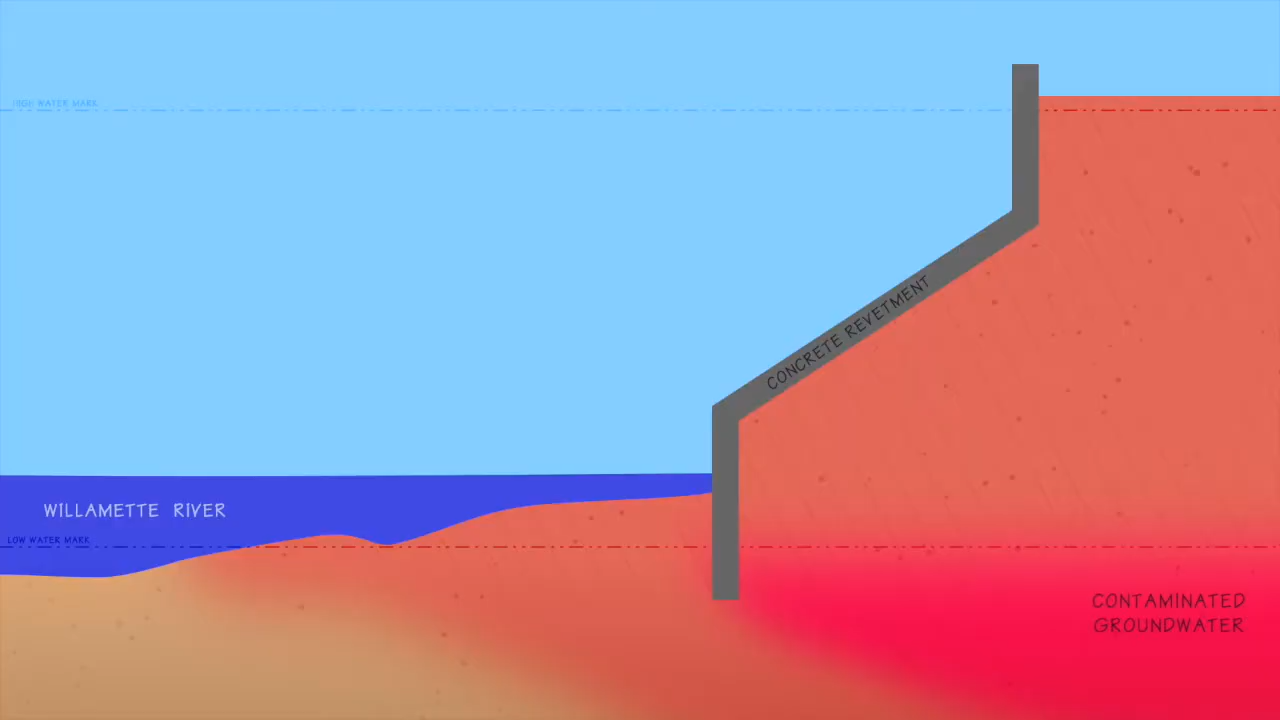 HIGH WATER MARK
CONCRETE REVETMENT
WILLAMETTE RIVER
LOW WATER MARK
CONTAMINATED
GROUNDWATER